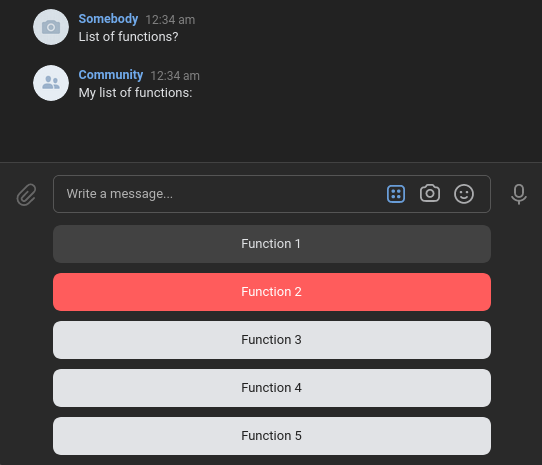 Somebody 12:34 am
List of functions?
Community 12:34 am
My list of functions:
Write a message...
Function 1
Function 2
Function 3
Function 4
Function 5